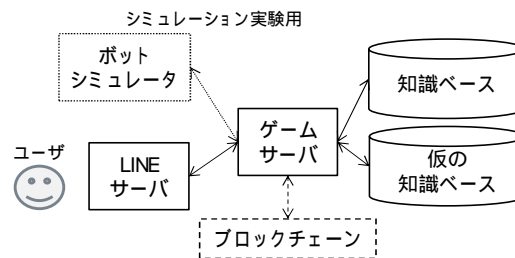 シミュレーション実験用
ボット
シミュレータ
知識ベース
ゲーム
サーバ
ユーザ
LINE
サーバ
仮の
知識ベース
ブロックチェーン